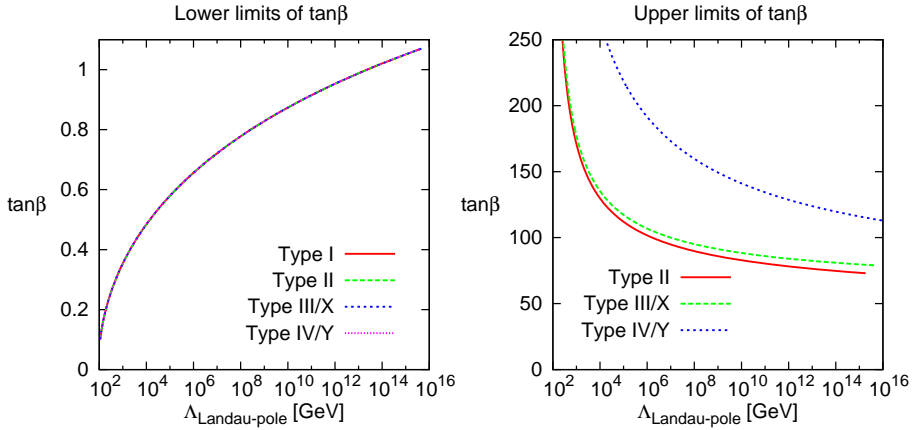 Lower limits of tanβ
1
0.8
0.6
0.4
0.2
0
tanβ
Type I
Type II
Type III/X
Type IV/Y
10^2 10^4 10^6 10^8 10^10 10^12 10^14 10^16
Λ_Landau-pole [GeV]
Upper limits of tanβ
250
200
150
100
50
0
tanβ
Type II
Type III/X
Type IV/Y
10^2 10^4 10^6 10^8 10^10 10^12 10^14 10^16
Λ_Landau-pole [GeV]